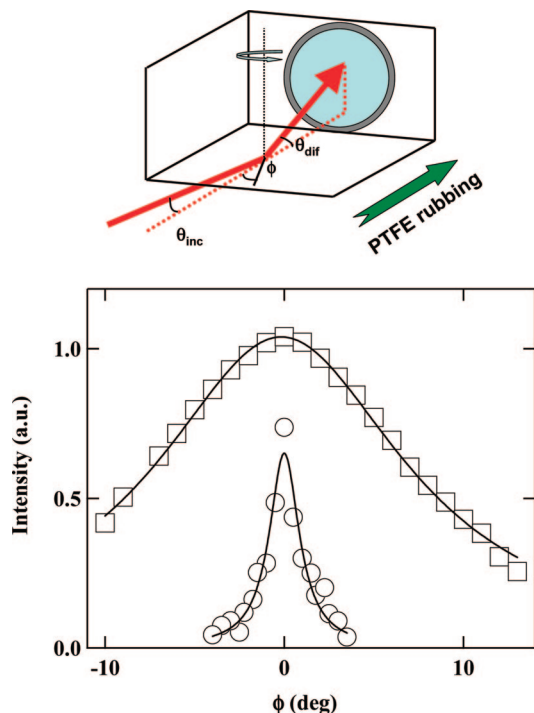 θdif
ϕ
θinc
PTFE rubbing
1.0
0.5
0.0
Intensity (a.u.)
-10
0
10
ϕ (deg)